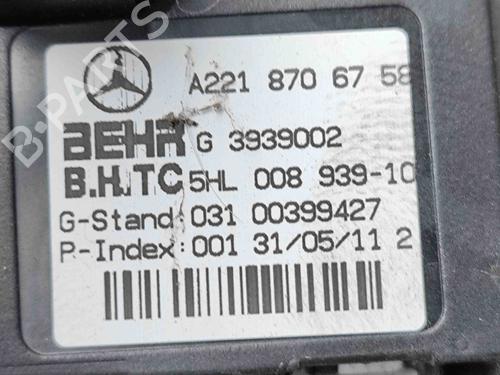 A221 870 67 58
BEHR G 3939002
B.H.T.C 5HL 008 939-10
G-Stand:031 00399427
P-Index:001 31/05/11 2
B-PARTS